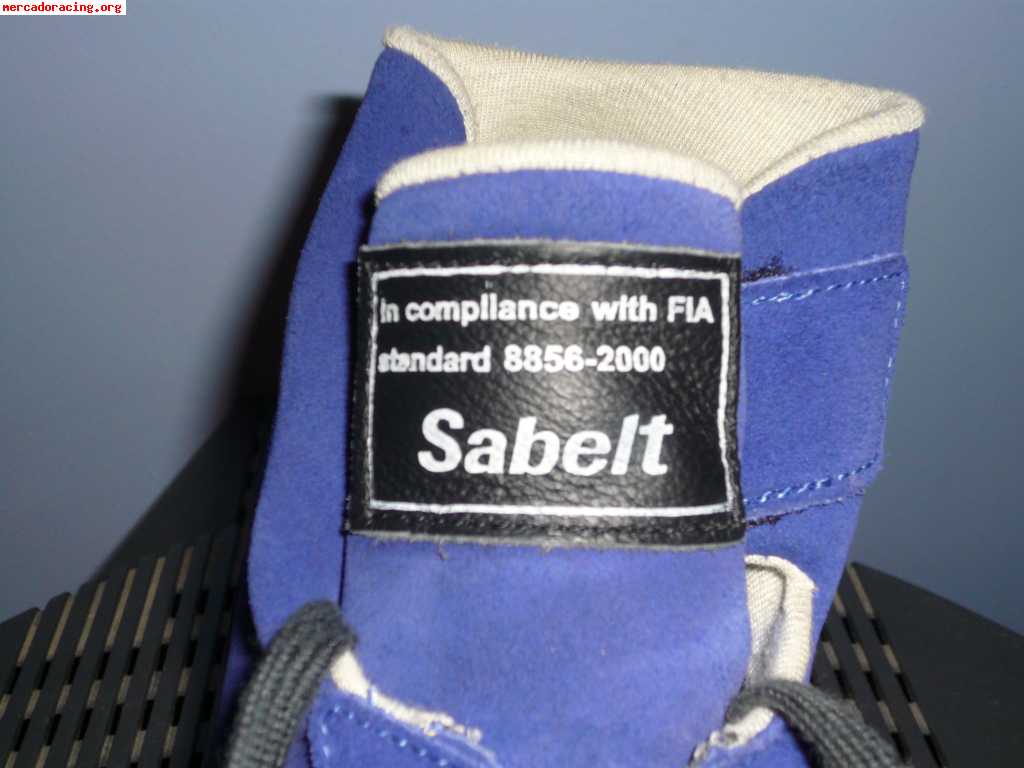 mercadoracing.org
In compliance with FIA
standard 8856-2000
Sabelt